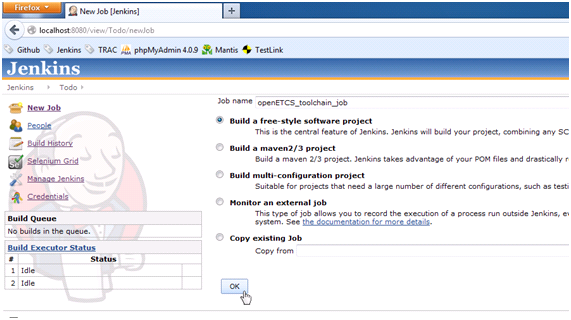 Firefox
New Job [Jenkins]
+
localhost:8080/view/Todo/newJob
Github Jenkins TRAC phpMyAdmin 4.0.9 Mantis TestLink
Jenkins
Jenkins Todo
New Job
People
Build History
Selenium Grid
Manage Jenkins
Credentials
Build Queue
No builds in the queue.
Build Executor Status
# Status
1 Idle
2 Idle
Job name openETCS_toolchain_job
Build a free-style software project
This is the central feature of Jenkins. Jenkins will build your project, combining any SC
Build a maven2/3 project
Build a maven 2/3 project. Jenkins takes advantage of your POM files and drastically r
Build multi-configuration project
Suitable for projects that need a large number of different configurations, such as testi
Monitor an external job
This type of job allows you to record the execution of a process run outside Jenkins, ev
system. See the documentation for more details.
Copy existing Job
Copy from
OK